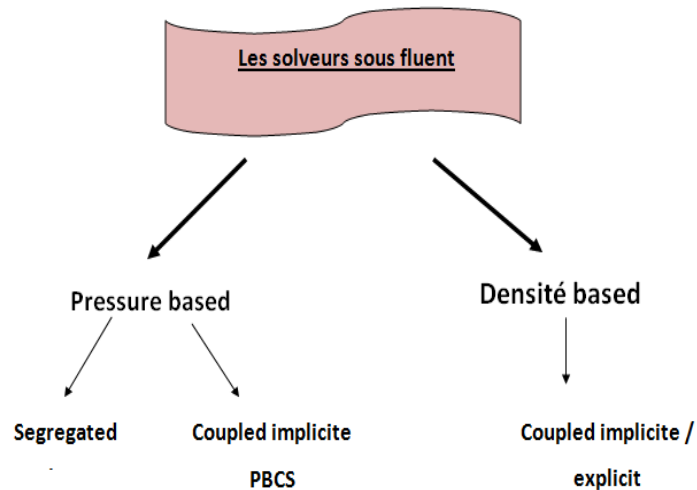 Les solveurs sous fluent
Pressure based
Densité based
Segregated
Coupled implicite
PBCS
Coupled implicite /
explicit